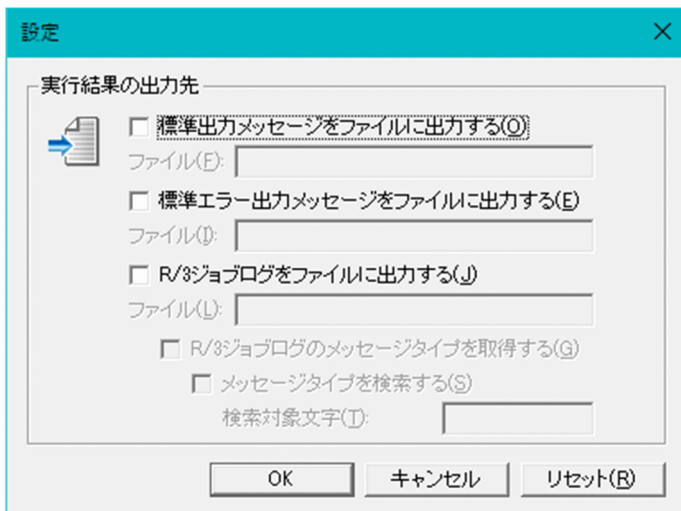 設定
実行結果の出力先
標準出力メッセージをファイルに出力する(O)
ファイル(F):
標準エラー出力メッセージをファイルに出力する(E)
ファイル(I):
R/3ジョブログをファイルに出力する(J)
ファイル(L):
R/3ジョブログのメッセージタイプを取得する(G)
メッセージタイプを検索する(S)
検索対象文字(T):
OK キャンセル リセット(R)